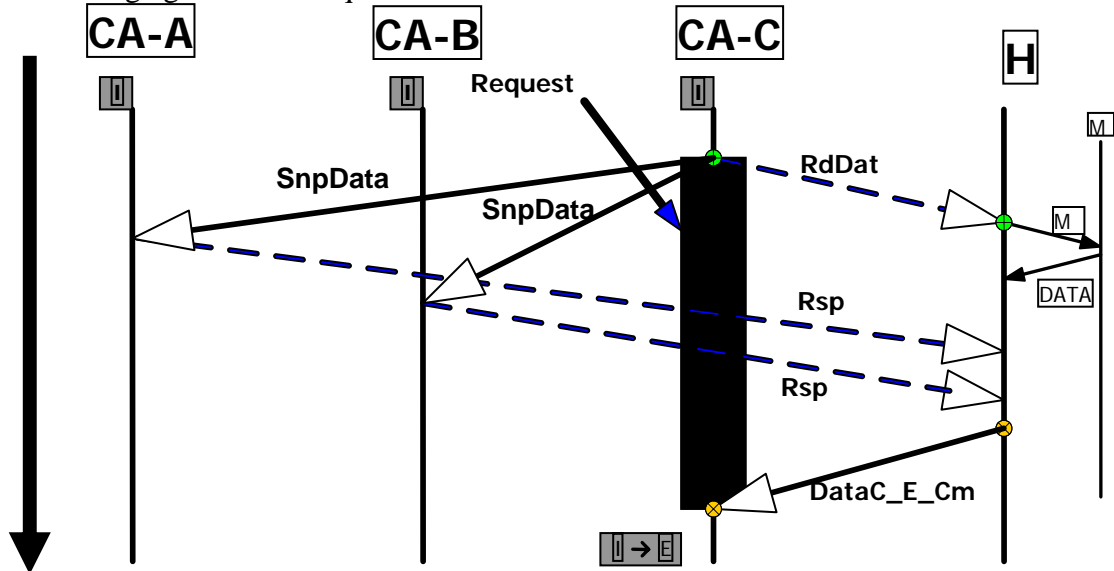 CA-A
CA-B
CA-C
H
I
I
Request
I
M
SnpData
RdDat
SnpData
M
DATA
Rsp
Rsp
DataC_E_Cm
I → E